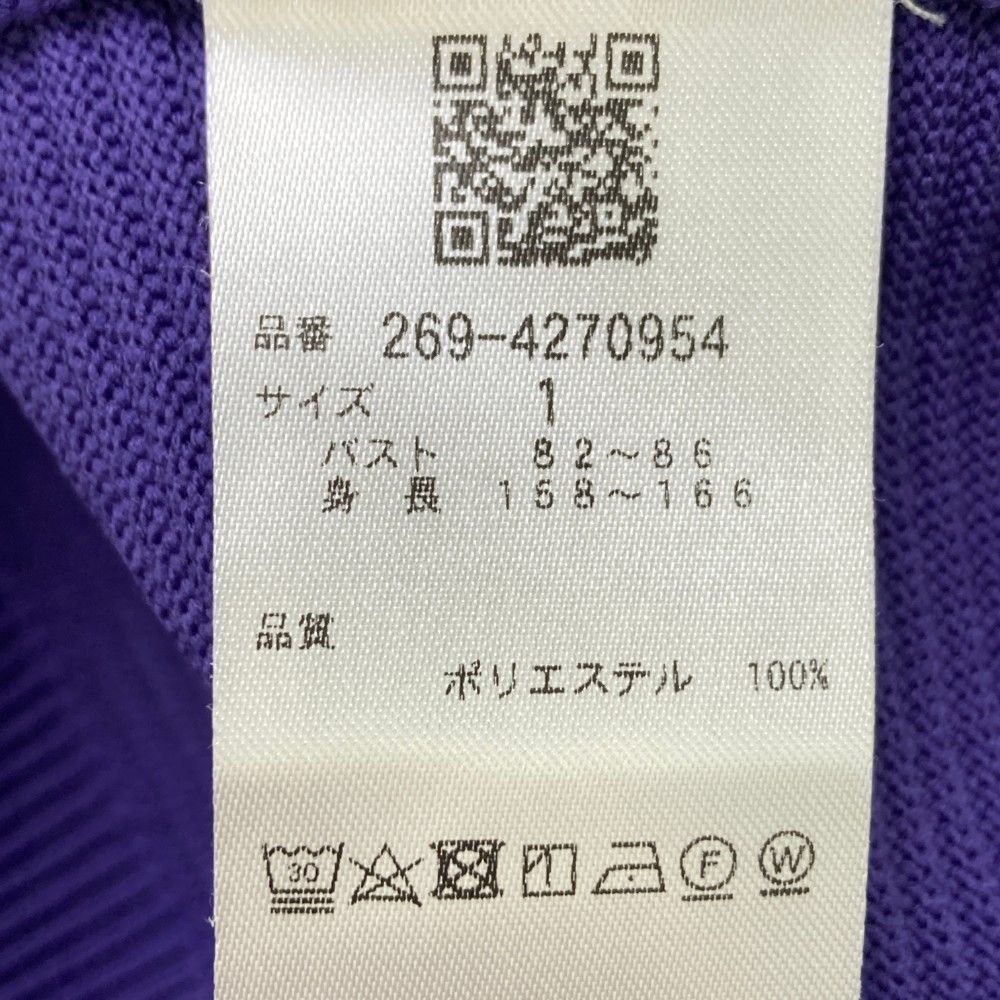 品番 269-4270954
サイズ 1
バスト 82～86
身長 158～166
品質
ポリエステル 100%
30 F W